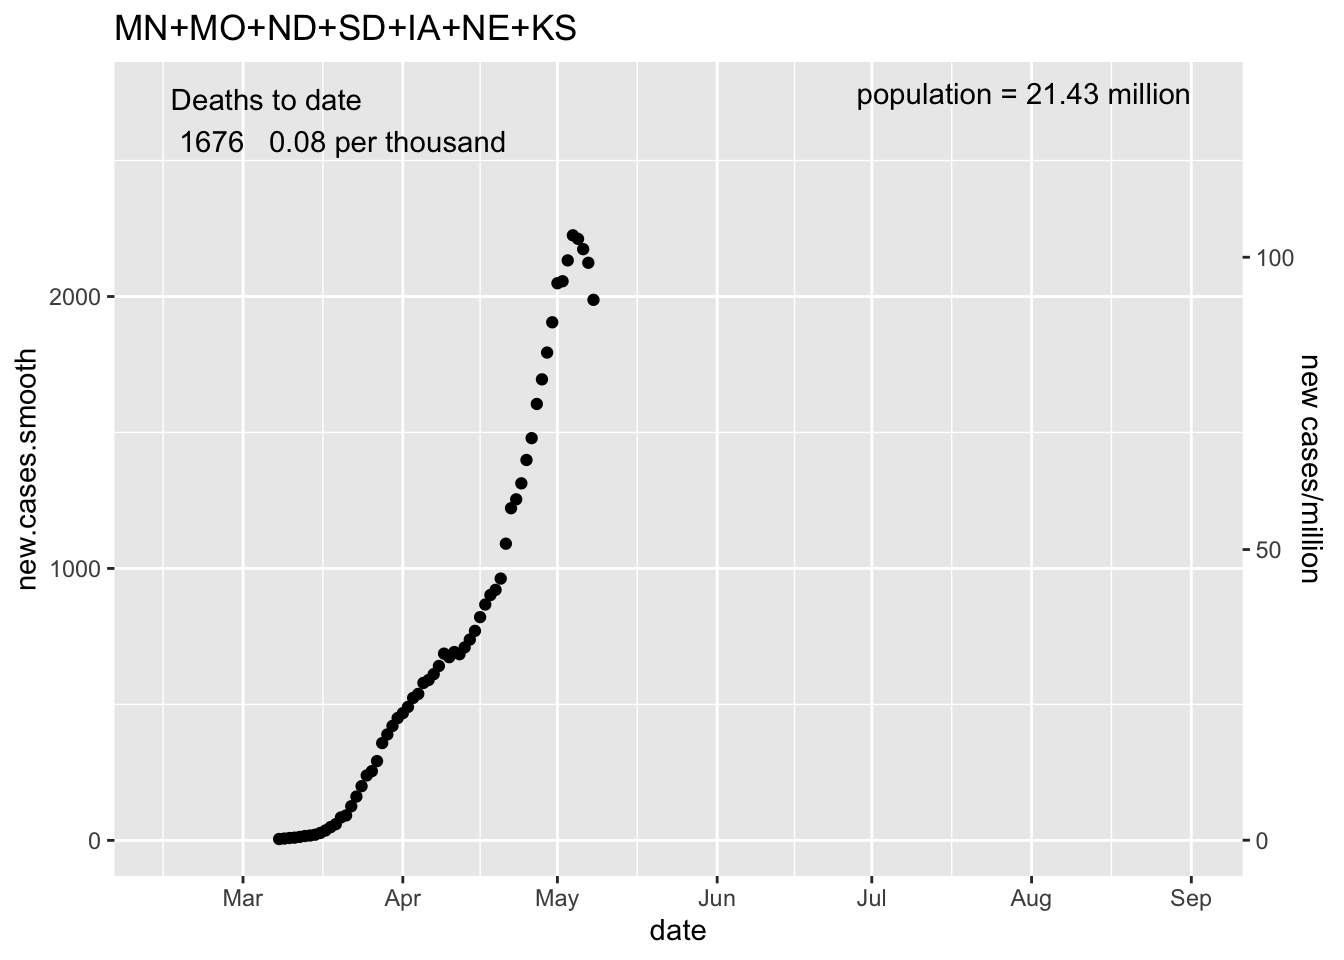 MN+MO+ND+SD+IA+NE+KS
Deaths to date
1676 0.08 per thousand
population = 21.43 million
new.cases.smooth
2000
1000
0
new cases/million
100
50
0
Mar Apr May Jun Jul Aug Sep
date